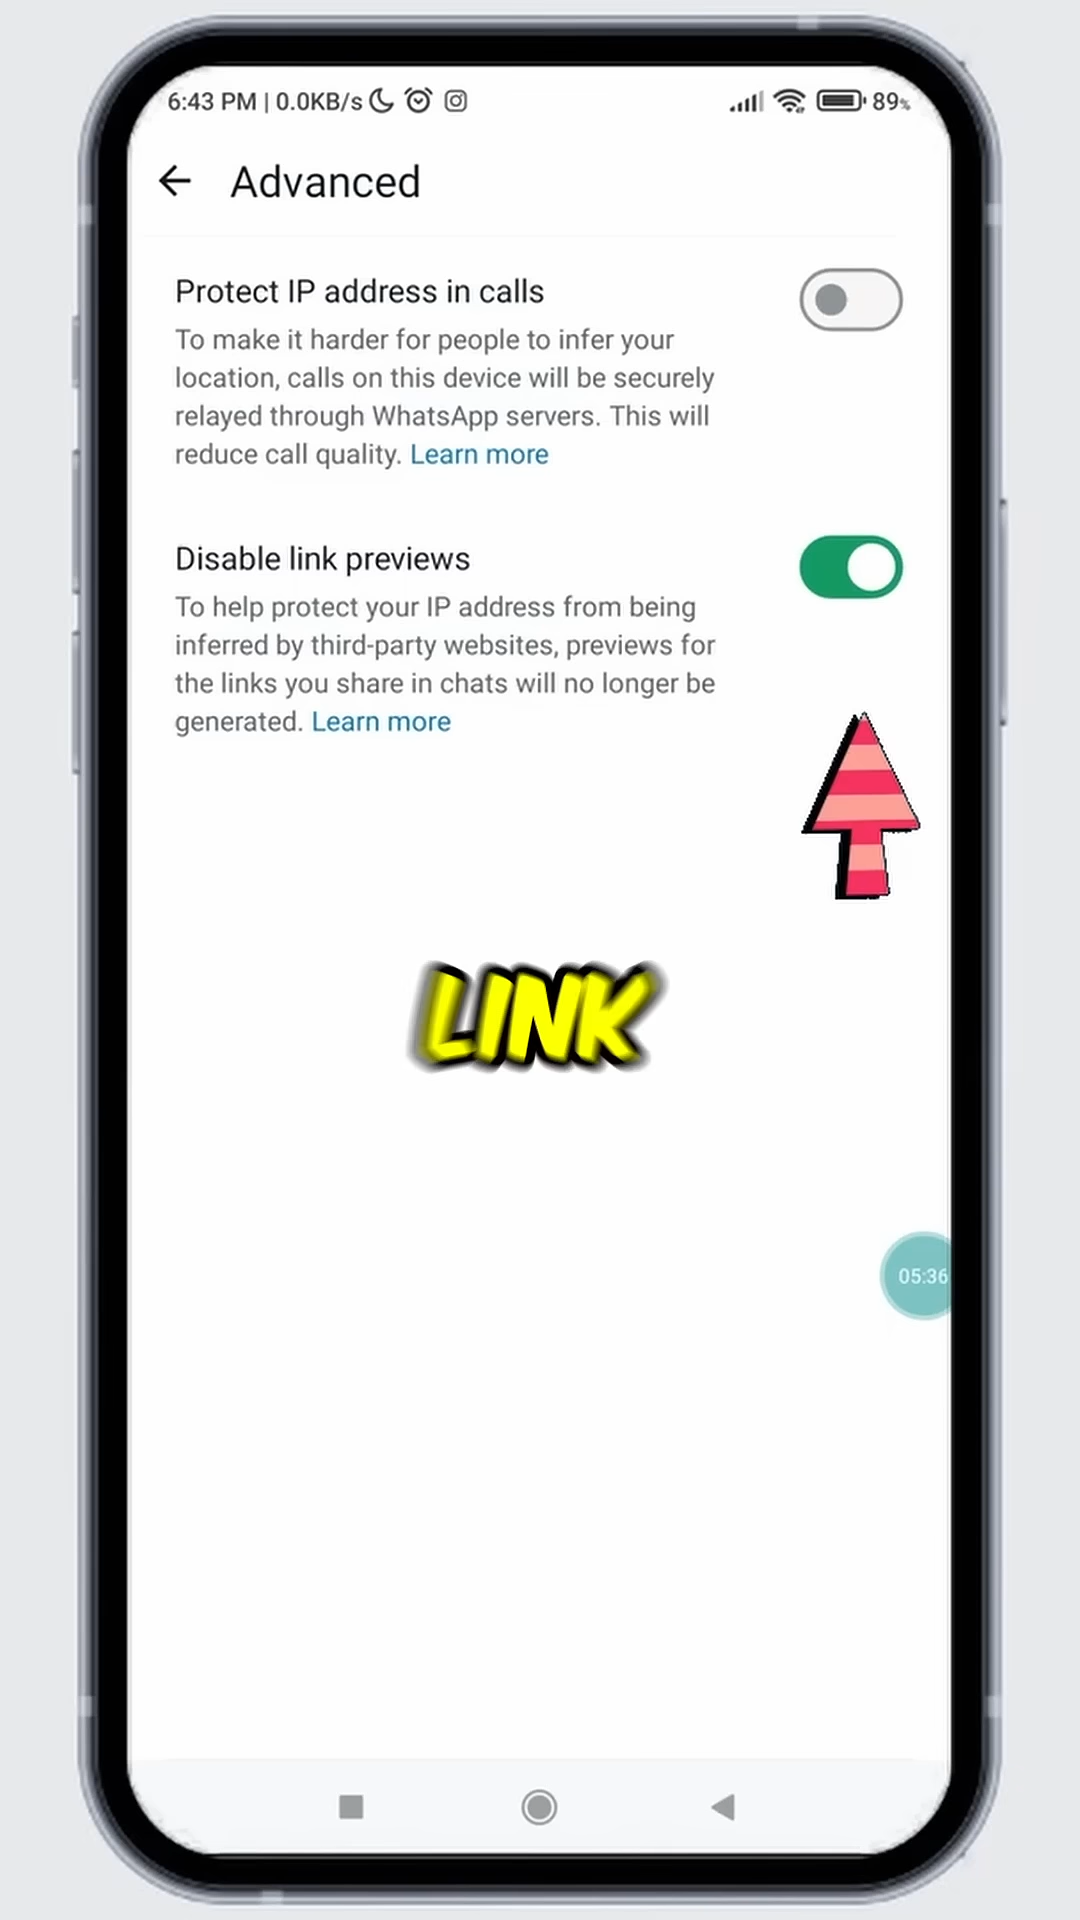 6:43 PM | 0.0KB/s 89%
Advanced
Protect IP address in calls
To make it harder for people to infer your
location, calls on this device will be securely
relayed through WhatsApp servers. This will
reduce call quality. Learn more
Disable link previews
To help protect your IP address from being
inferred by third-party websites, previews for
the links you share in chats will no longer be
generated. Learn more
LINK
05:36